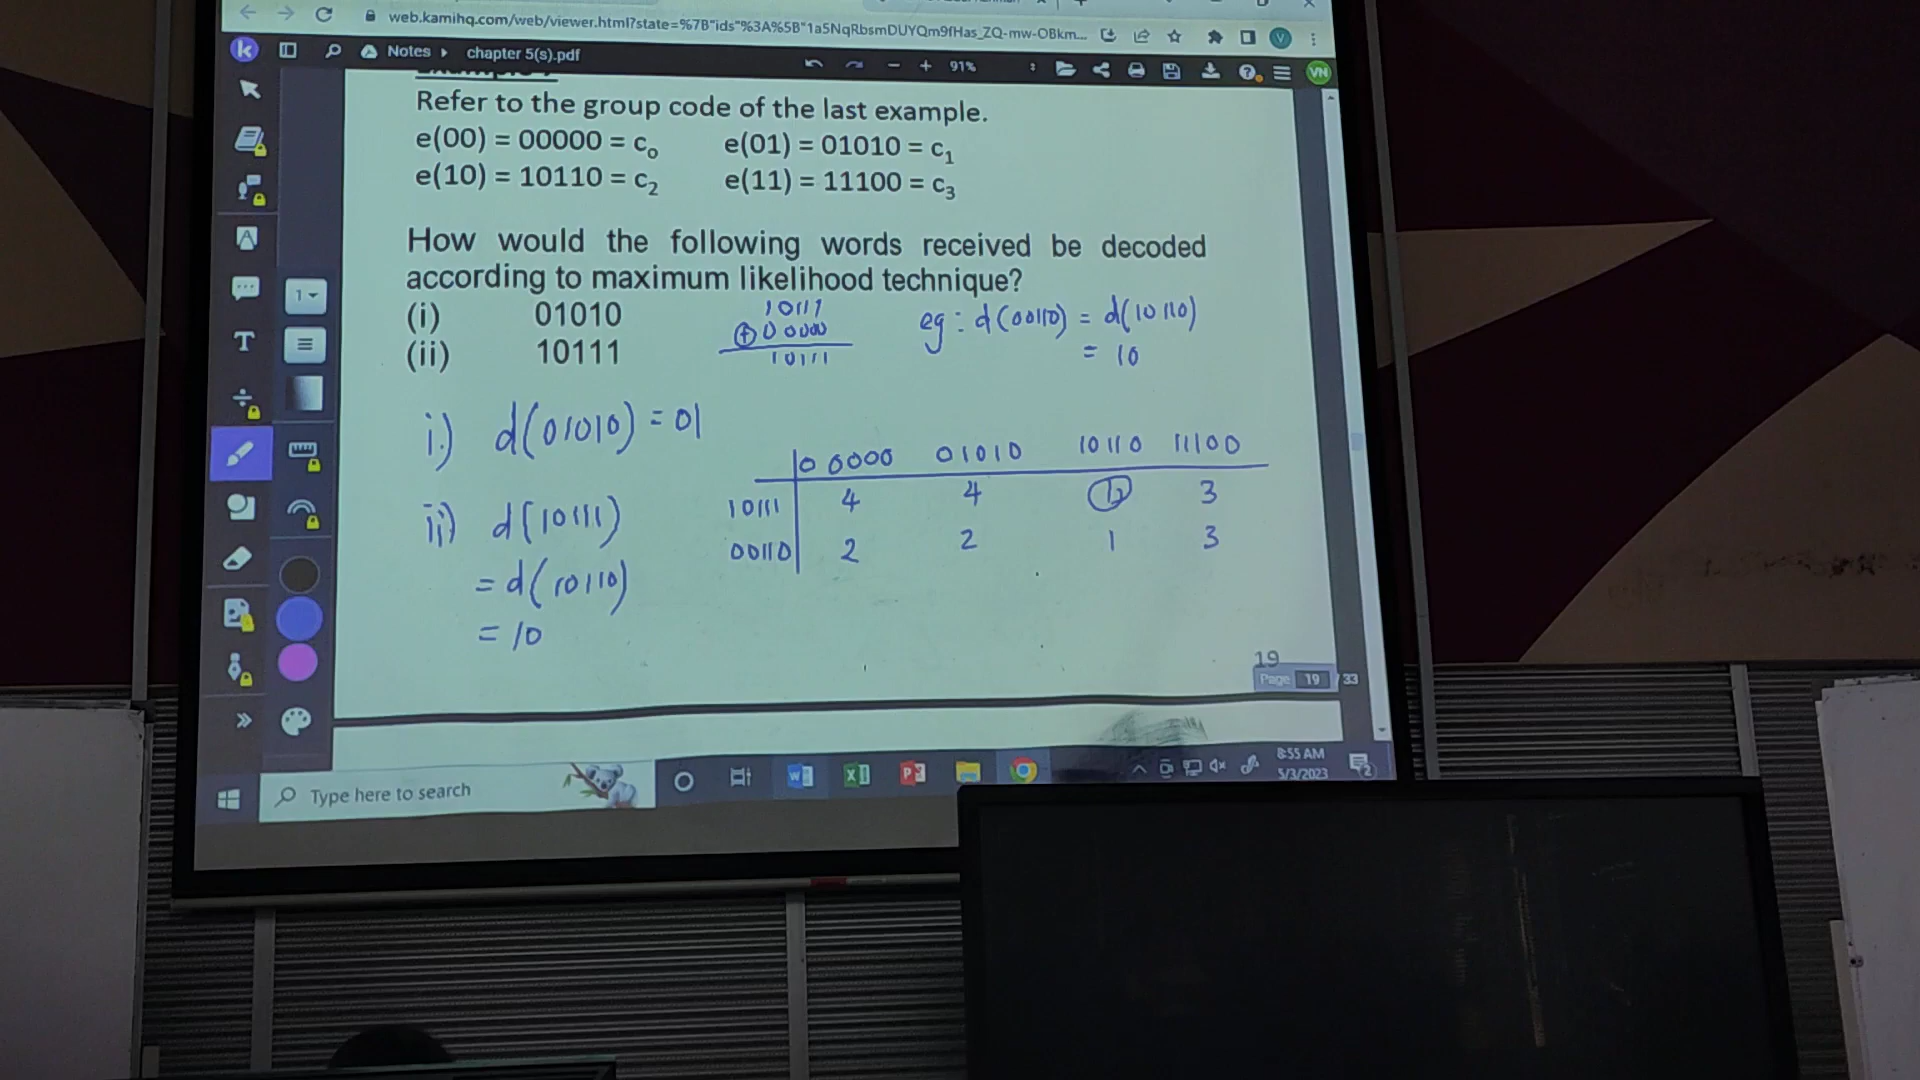 web.kamihq.com/web/viewer.html?state=%7B"ids"%3A%5B"1a5NqRbsmDUYQm9fHas_ZQ-mw-OBkm...
Notes chapter 5(s).pdf
91%
VN
Refer to the group code of the last example.
e(00) = 00000 = c₀ e(01) = 01010 = c₁
e(10) = 10110 = c₂ e(11) = 11100 = c₃
How would the following words received be decoded
according to maximum likelihood technique?
(i) 01010
(ii) 10111
10111
⊕ 00000
10111
eg : d(00110) = d(10110)
= 10
i.) d(01010) = 01
ii) d(10111)
= d(10110)
= 10
00000 01010 10110 11100
10111 4 4 1 3
00110 2 2 1 3
19
Page 19 / 33
Type here to search
8:55 AM
5/3/2023